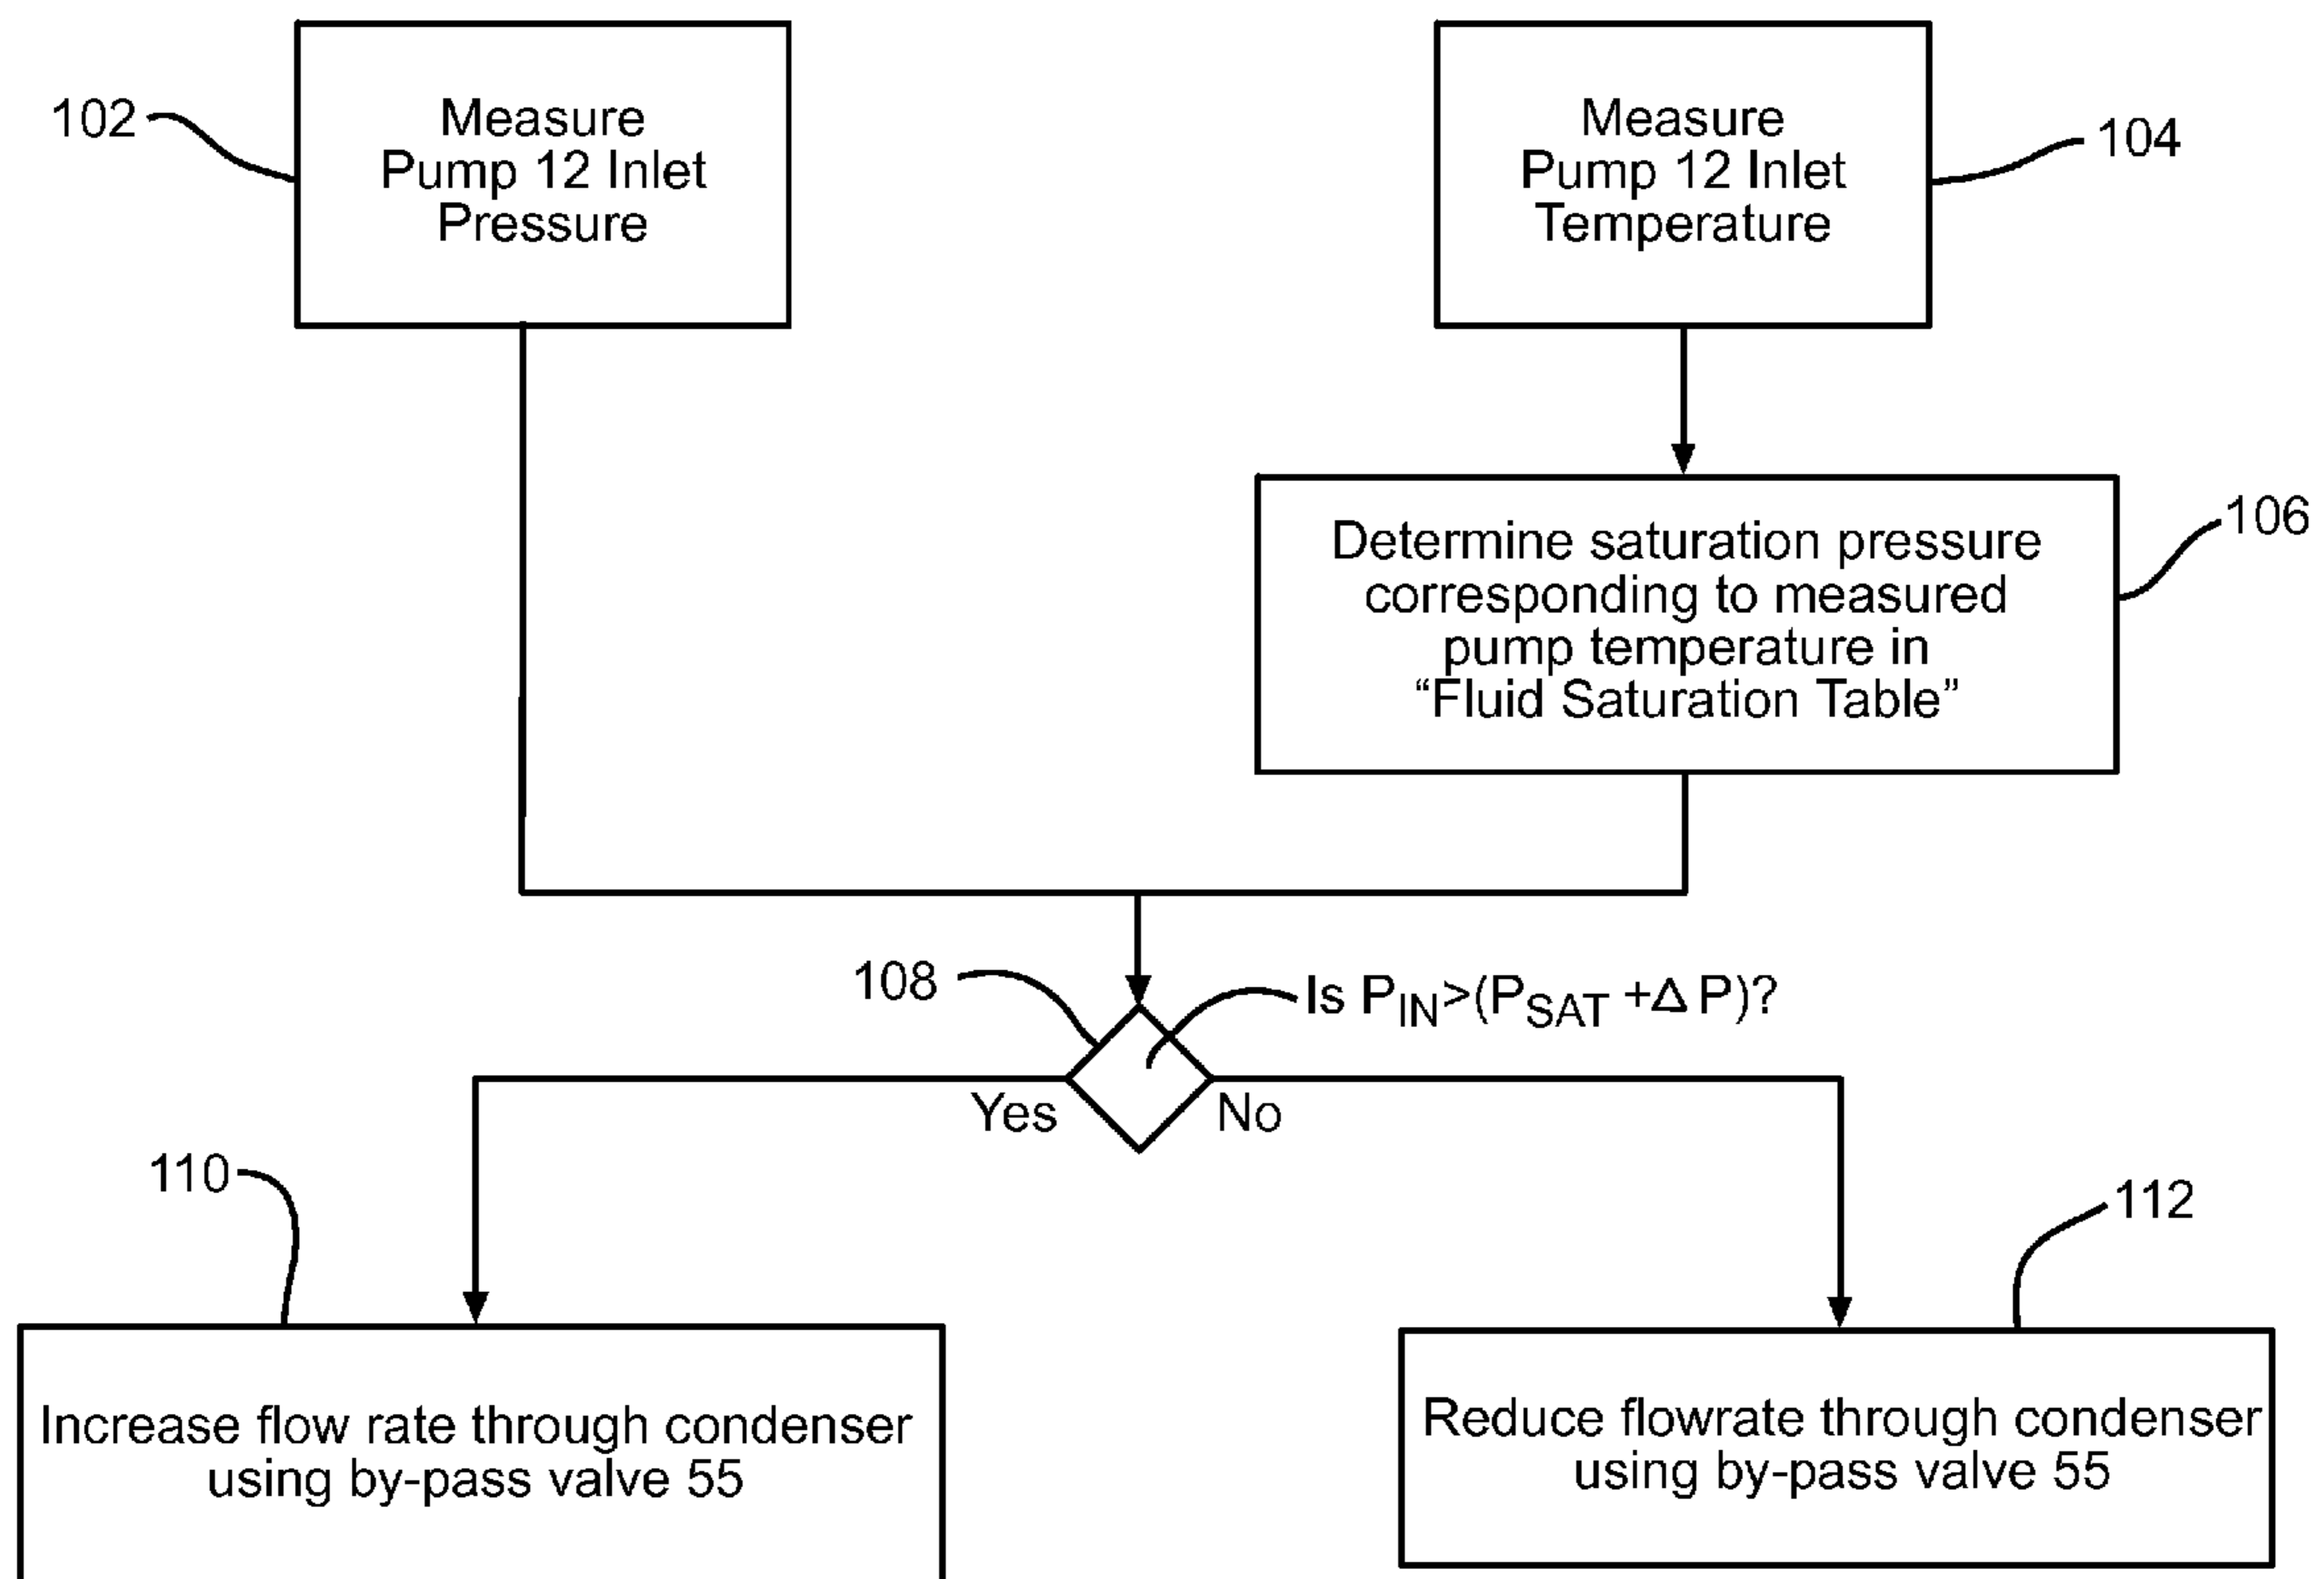 102
Measure
Pump 12 Inlet
Pressure
Measure
Pump 12 Inlet
Temperature
104
Determine saturation pressure
corresponding to measured
pump temperature in
“Fluid Saturation Table”
106
108
Is PIN>(PSAT +Δ P)?
Yes
No
110
112
Increase flow rate through condenser
using by-pass valve 55
Reduce flowrate through condenser
using by-pass valve 55